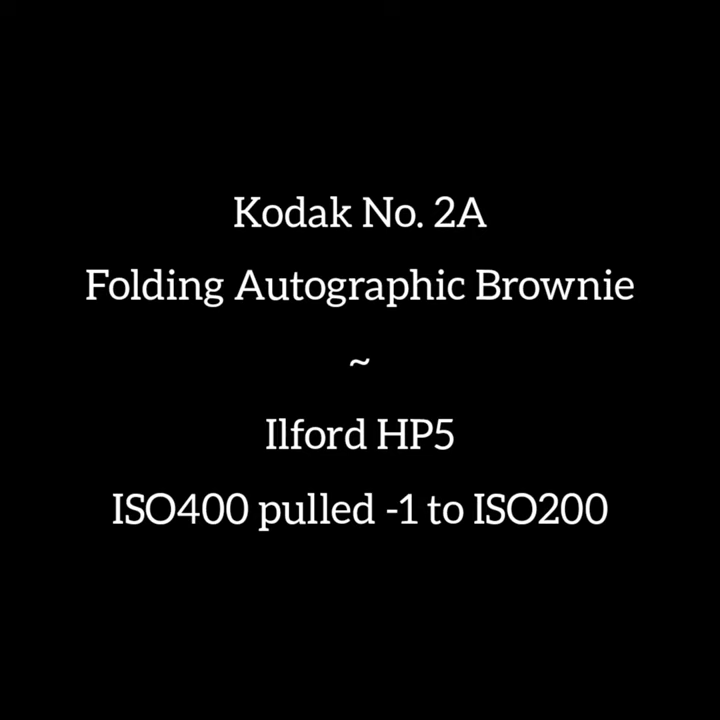 Kodak No. 2A
Folding Autographic Brownie
~
Ilford HP5
ISO400 pulled -1 to ISO200